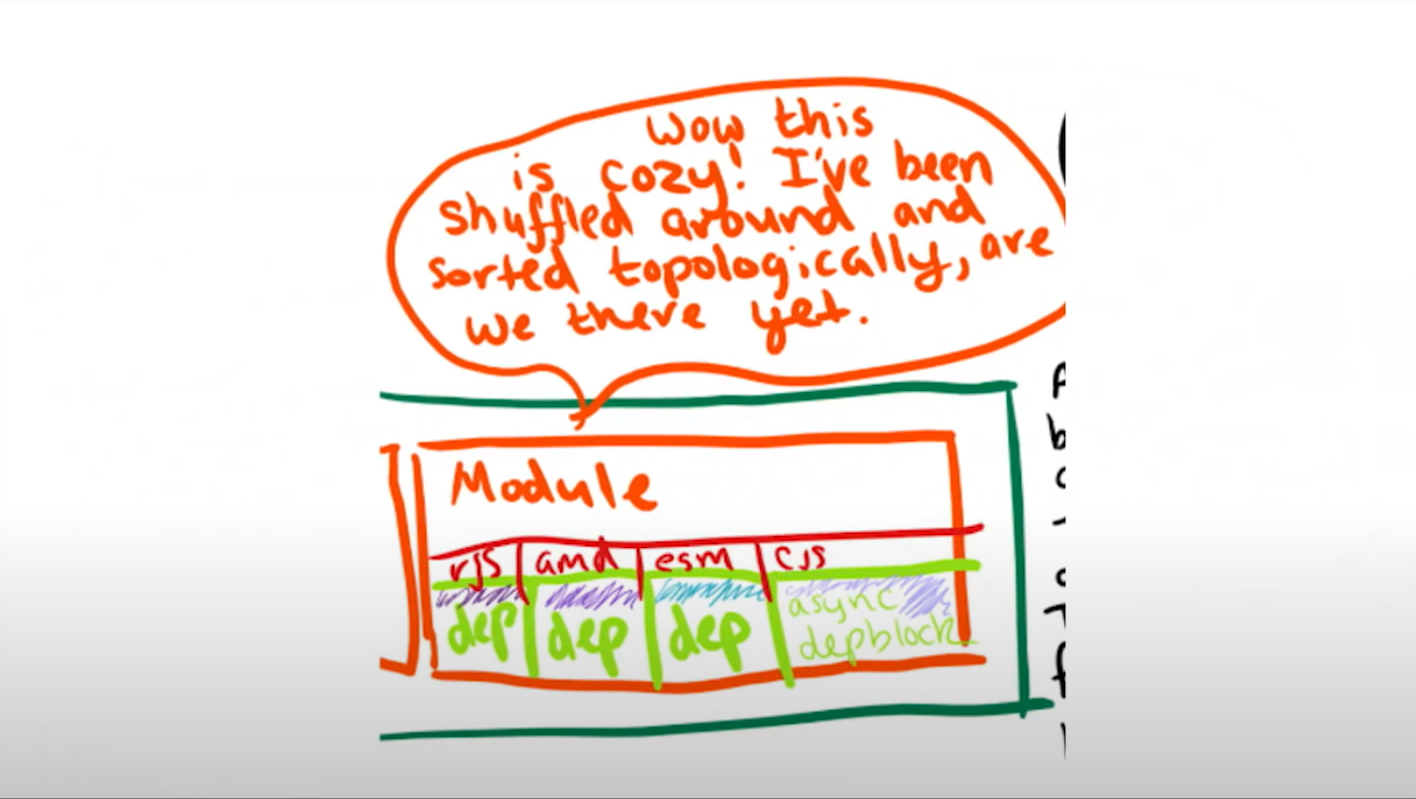 Wow this
is cozy! I've been
shuffled around and
sorted topologically, are
we there yet.
Module
rjs amd esm cjs
dep dep dep async
depblock